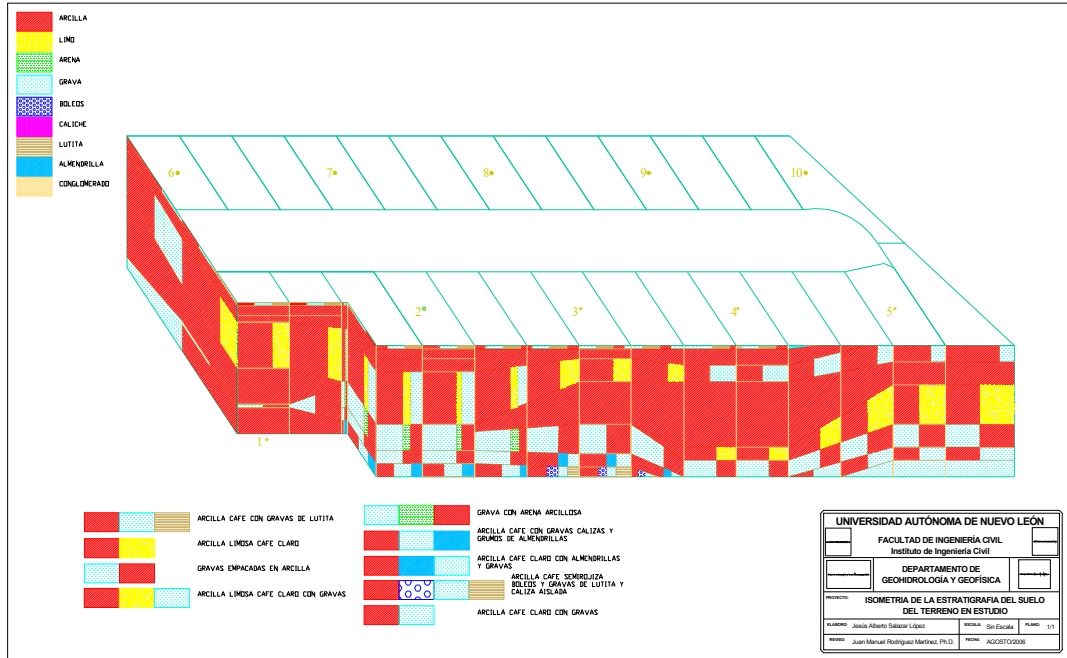 ARCILLA
LIMO
ARENA
GRAVA
BOLEOS
CALICHE
LUTITA
ALMENDRILLA
CONGLOMERADO
6
7
8
9
10
2
3
4
5
1
ARCILLA CAFE CON GRAVAS DE LUTITA
ARCILLA LIMOSA CAFE CLARO
GRAVAS EMPACADAS EN ARCILLA
ARCILLA LIMOSA CAFE CLARO CON GRAVAS
GRAVA CON ARENA ARCILLOSA
ARCILLA CAFE CON GRAVAS CALIZAS Y
GRUMOS DE ALMENDRILLAS
ARCILLA CAFE CLARO CON ALMENDRILLAS
Y GRAVAS
ARCILLA CAFE SEMIROJIZA
BOLEOS Y GRAVAS DE LUTITA Y
CALIZA AISLADA
ARCILLA CAFE CLARO CON GRAVAS
UNIVERSIDAD AUTÓNOMA DE NUEVO LEÓN
FACULTAD DE INGENIERÍA CIVIL
Instituto de Ingeniería Civil
DEPARTAMENTO DE
GEOHIDROLOGÍA Y GEOFÍSICA
PROYECTO: ISOMETRIA DE LA ESTRATIGRAFIA DEL SUELO
DEL TERRENO EN ESTUDIO
ELABORO: Jesús Alberto Salazar López ESCALA: Sin Escala PLANO: 1/1
REVISO: Juan Manuel Rodríguez Martínez, Ph.D. FECHA: AGOSTO/2006